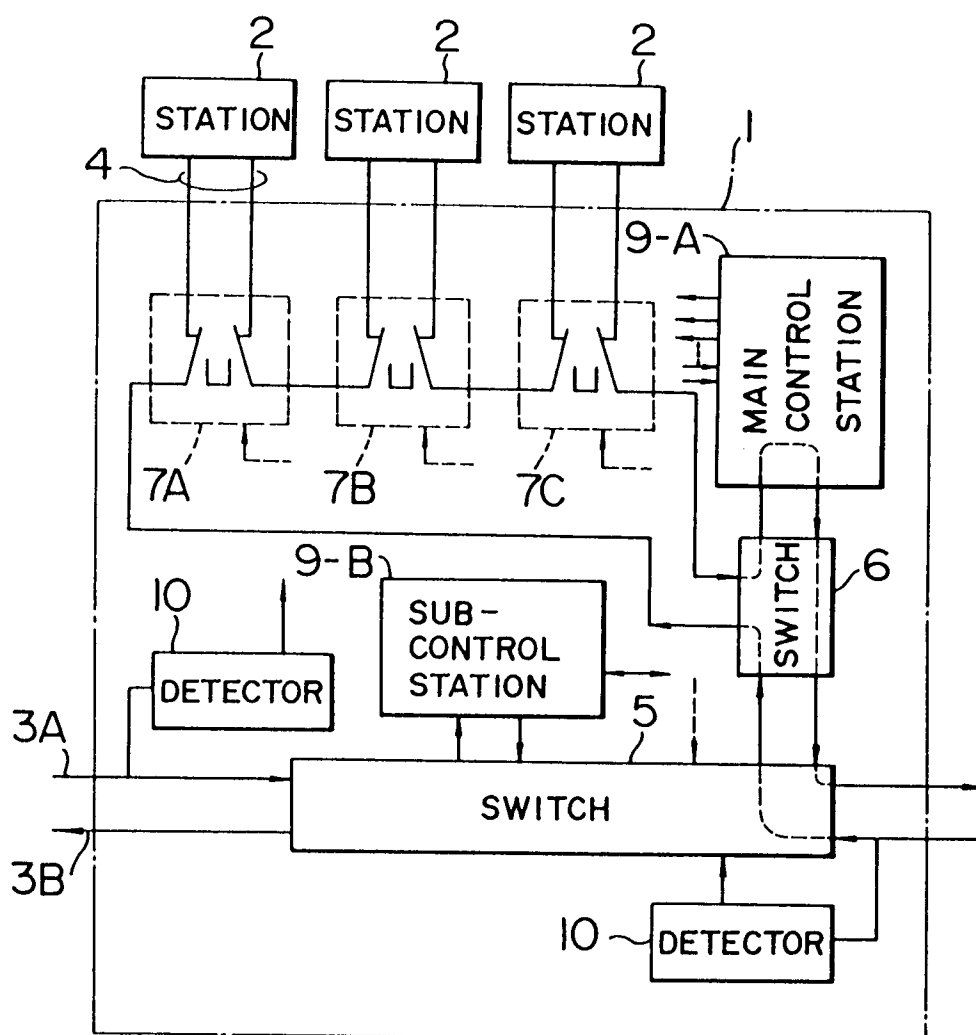 2 2 2
STATION STATION STATION
4
1
9-A
MAIN
CONTROL
STATION
7A 7B 7C
9-B
SWITCH
6
10
SUB-
CONTROL
STATION
DETECTOR
3A
5
SWITCH
3B
10
DETECTOR